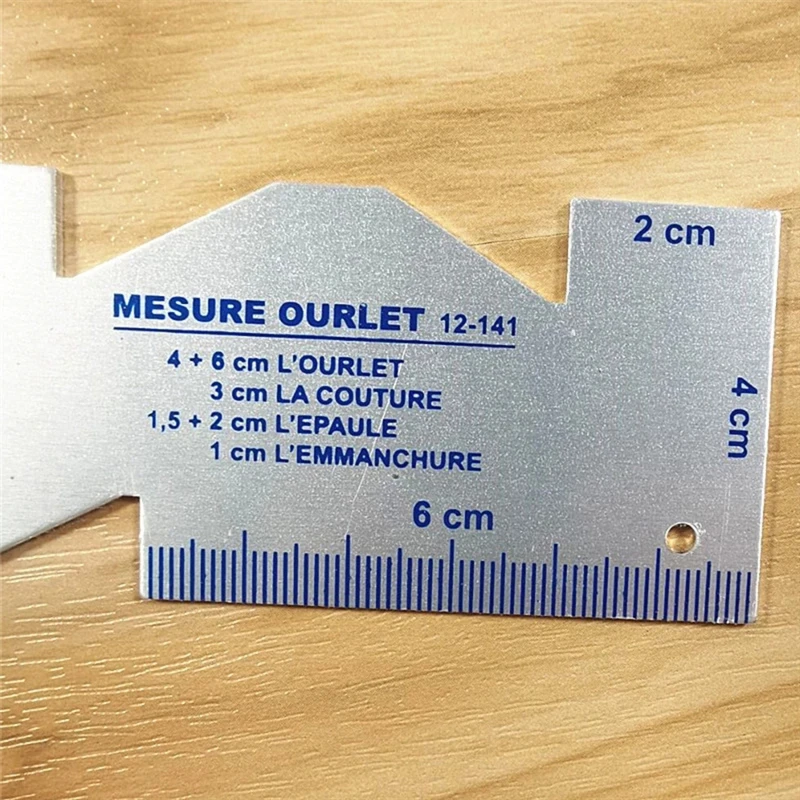 2 cm
MESURE OURLET 12-141
4 + 6 cm L'OURLET
3 cm LA COUTURE
1,5 + 2 cm L'EPAULE
1 cm L'EMMANCHURE
4 cm
6 cm